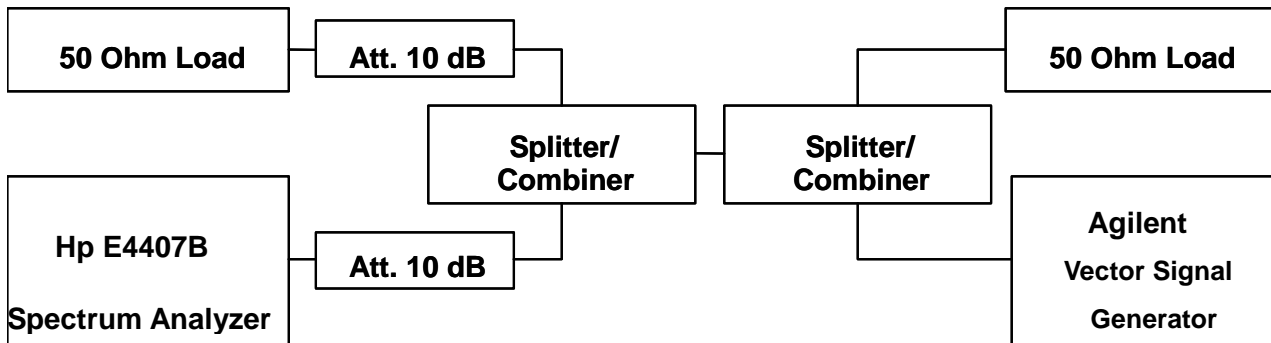 50 Ohm Load
Att. 10 dB
50 Ohm Load
Splitter/
Combiner
Splitter/
Combiner
Hp E4407B
Spectrum Analyzer
Att. 10 dB
Agilent
Vector Signal
Generator